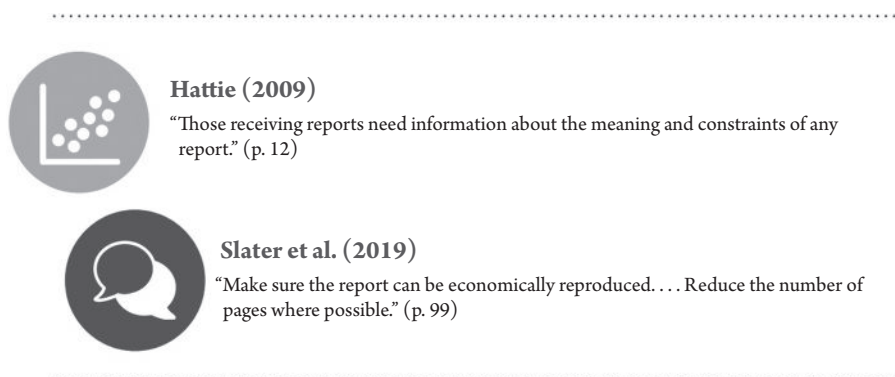 Hattie (2009)
“Those receiving reports need information about the meaning and constraints of any
report.” (p. 12)
Slater et al. (2019)
“Make sure the report can be economically reproduced. . . . Reduce the number of
pages where possible.” (p. 99)